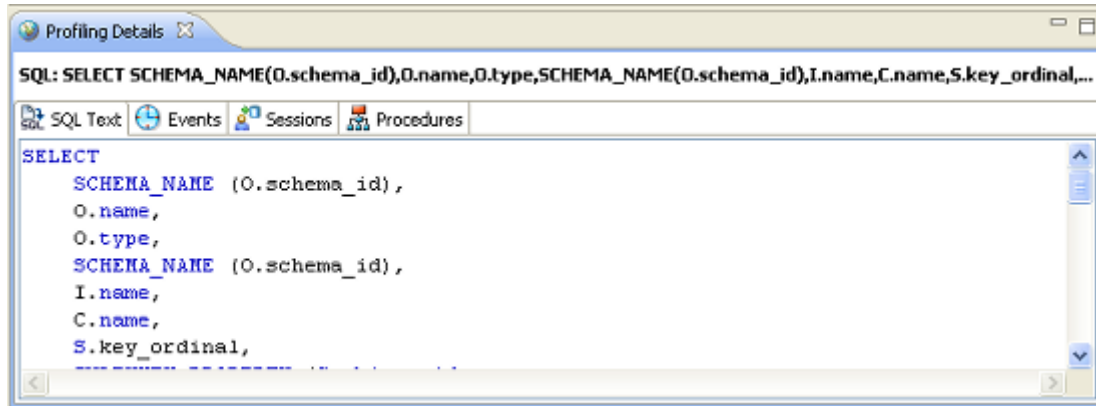 Profiling Details
SQL: SELECT SCHEMA_NAME(O.schema_id),O.name,O.type,SCHEMA_NAME(O.schema_id),I.name,C.name,S.key_ordinal,...
SQL Text Events Sessions Procedures
SELECT
SCHEMA_NAME (O.schema_id),
O.name,
O.type,
SCHEMA_NAME (O.schema_id),
I.name,
C.name,
S.key_ordinal,